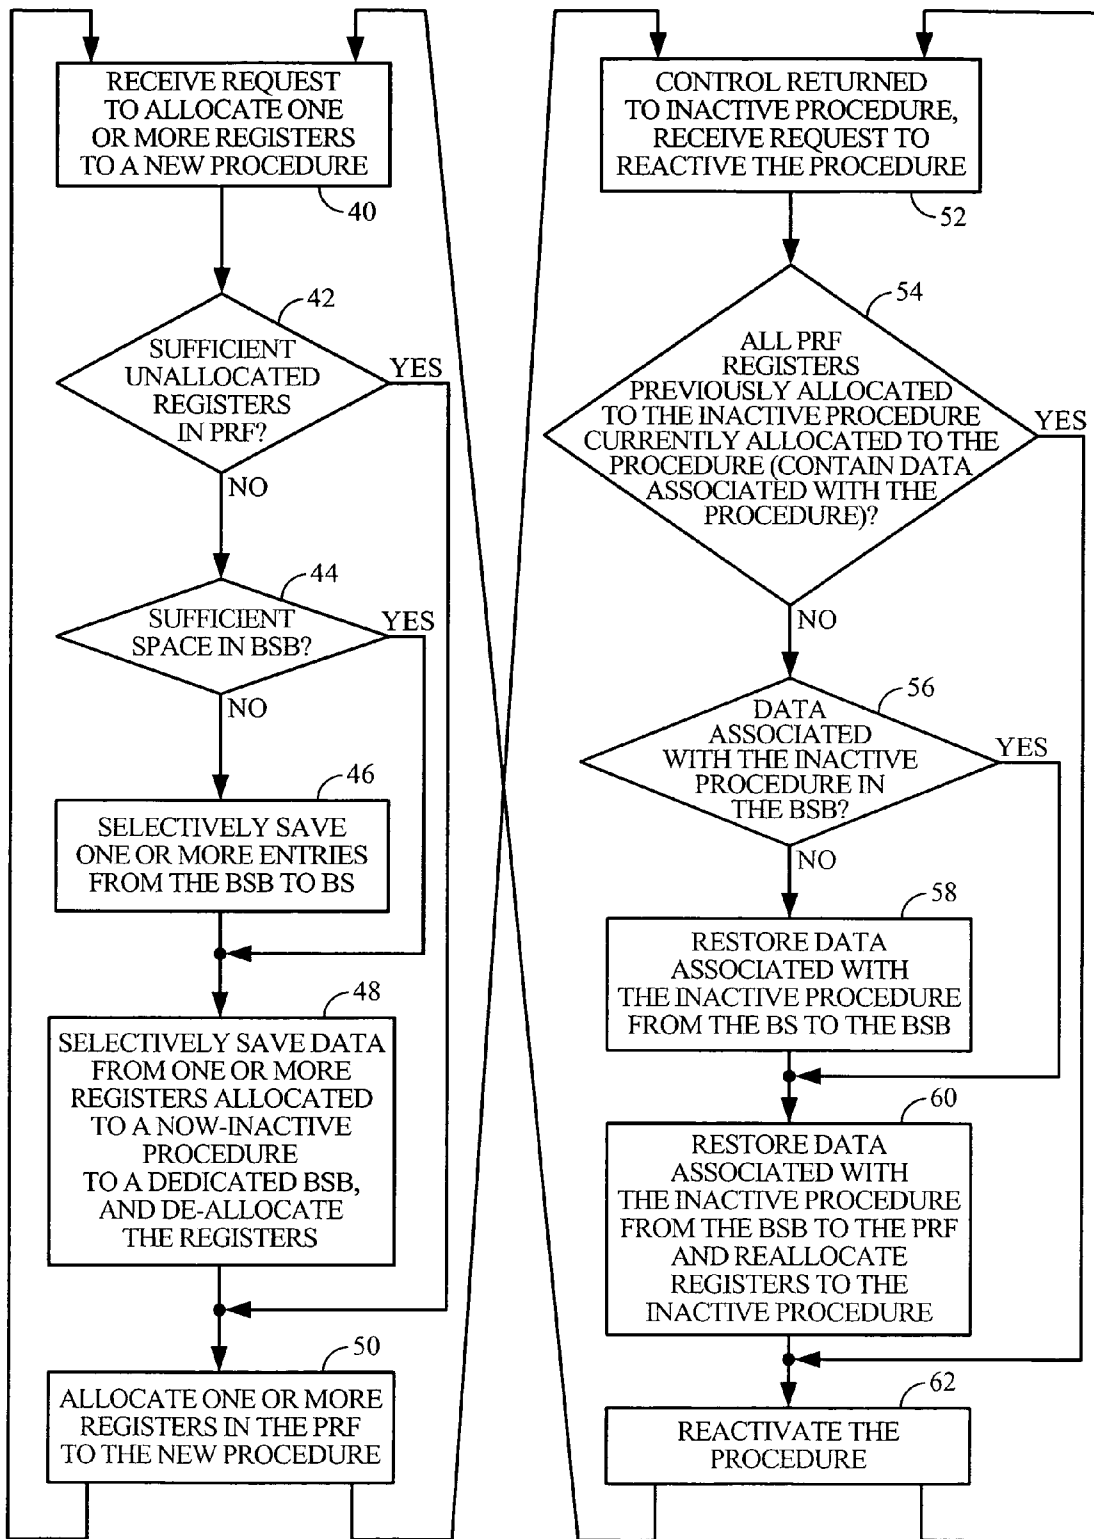 RECEIVE REQUEST
TO ALLOCATE ONE
OR MORE REGISTERS
TO A NEW PROCEDURE
40
42
SUFFICIENT
UNALLOCATED
REGISTERS
IN PRF?
YES
NO
44
SUFFICIENT
SPACE IN BSB?
YES
NO
46
SELECTIVELY SAVE
ONE OR MORE ENTRIES
FROM THE BSB TO BS
48
SELECTIVELY SAVE DATA
FROM ONE OR MORE
REGISTERS ALLOCATED
TO A NOW-INACTIVE
PROCEDURE
TO A DEDICATED BSB,
AND DE-ALLOCATE
THE REGISTERS
50
ALLOCATE ONE OR MORE
REGISTERS IN THE PRF
TO THE NEW PROCEDURE
CONTROL RETURNED
TO INACTIVE PROCEDURE,
RECEIVE REQUEST TO
REACTIVE THE PROCEDURE
52
54
ALL PRF
REGISTERS
PREVIOUSLY ALLOCATED
TO THE INACTIVE PROCEDURE
CURRENTLY ALLOCATED TO THE
PROCEDURE (CONTAIN DATA
ASSOCIATED WITH THE
PROCEDURE)?
YES
NO
56
DATA
ASSOCIATED
WITH THE INACTIVE
PROCEDURE IN
THE BSB?
YES
NO
58
RESTORE DATA
ASSOCIATED WITH
THE INACTIVE PROCEDURE
FROM THE BS TO THE BSB
60
RESTORE DATA
ASSOCIATED WITH
THE INACTIVE PROCEDURE
FROM THE BSB TO THE PRF
AND REALLOCATE
REGISTERS TO THE
INACTIVE PROCEDURE
62
REACTIVATE THE
PROCEDURE